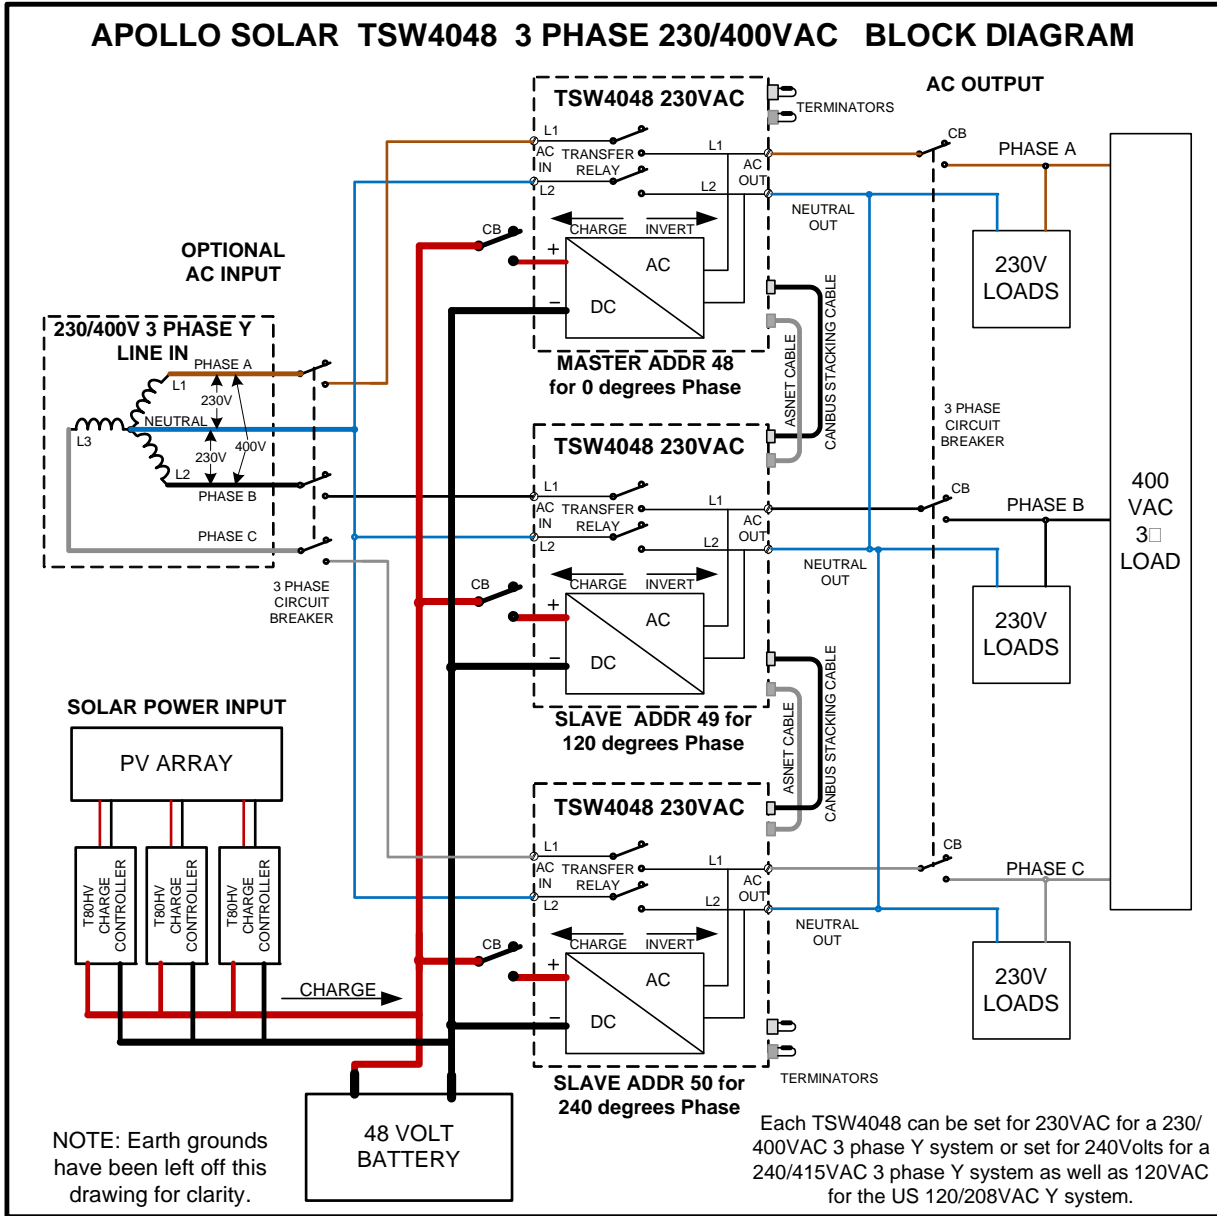 APOLLO SOLAR TSW4048 3 PHASE 230/400VAC BLOCK DIAGRAM
OPTIONAL
AC INPUT
230/400V 3 PHASE Y
LINE IN
PHASE A
L1
230V
NEUTRAL
L3
230V
400V
L2
PHASE B
PHASE C
3 PHASE
CIRCUIT
BREAKER
SOLAR POWER INPUT
PV ARRAY
T80HV
CHARGE
CONTROLLER
T80HV
CHARGE
CONTROLLER
T80HV
CHARGE
CONTROLLER
CHARGE
48 VOLT
BATTERY
NOTE: Earth grounds
have been left off this
drawing for clarity.
TSW4048 230VAC
TERMINATORS
L1
AC
IN
L2
TRANSFER
RELAY
L1
L2
AC
OUT
CHARGE
INVERT
CB
+
–
AC
DC
MASTER ADDR 48
for 0 degrees Phase
ASNET CABLE
CANBUS STACKING CABLE
TSW4048 230VAC
L1
AC
IN
L2
TRANSFER
RELAY
L1
L2
AC
OUT
CHARGE
INVERT
CB
+
–
AC
DC
SLAVE ADDR 49 for
120 degrees Phase
ASNET CABLE
CANBUS STACKING CABLE
TSW4048 230VAC
L1
AC
IN
L2
TRANSFER
RELAY
L1
L2
AC
OUT
CHARGE
INVERT
CB
+
–
AC
DC
TERMINATORS
SLAVE ADDR 50 for
240 degrees Phase
AC OUTPUT
CB
PHASE A
NEUTRAL
OUT
230V
LOADS
3 PHASE
CIRCUIT
BREAKER
CB
PHASE B
NEUTRAL
OUT
230V
LOADS
CB
PHASE C
NEUTRAL
OUT
230V
LOADS
400
VAC
3□
LOAD
Each TSW4048 can be set for 230VAC for a 230/
400VAC 3 phase Y system or set for 240Volts for a
240/415VAC 3 phase Y system as well as 120VAC
for the US 120/208VAC Y system.